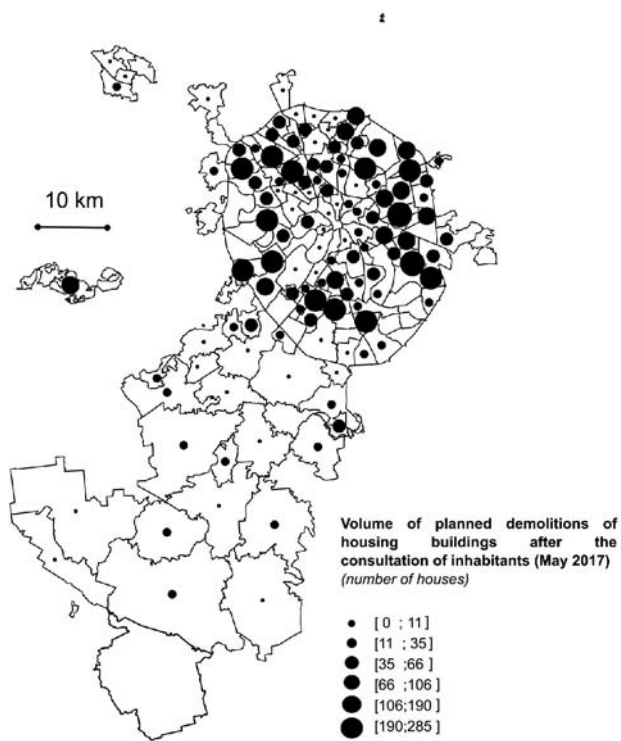 10 km
Volume of planned demolitions of
housing buildings after the
consultation of inhabitants (May 2017)
(number of houses)
[ 0 ; 11 ]
[ 11 ; 35 ]
[35 ;66 ]
[66 ;106 ]
[106;190 ]
[190;285 ]